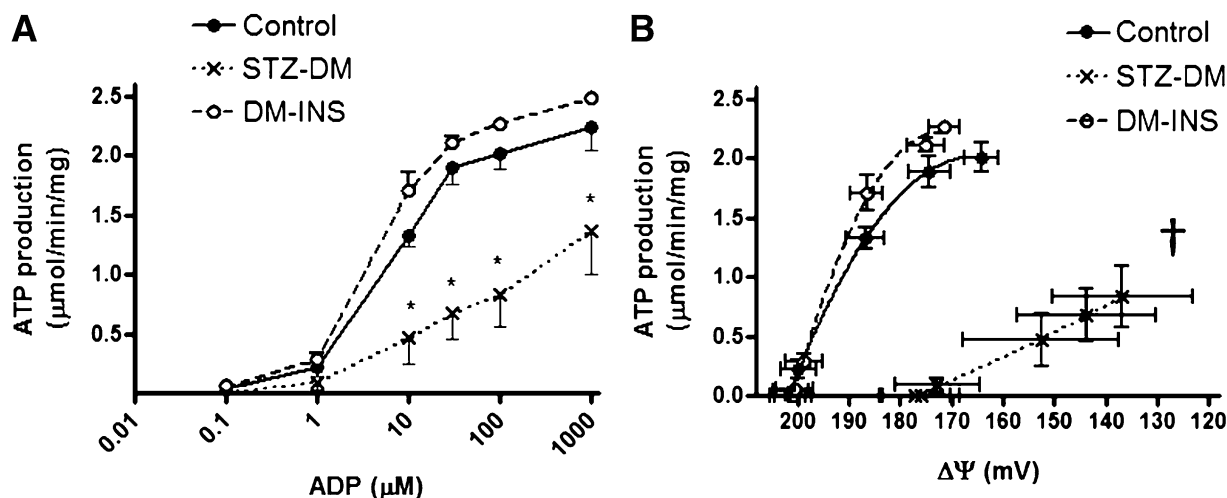 A
Control
STZ-DM
DM-INS
ATP production
(µmol/min/mg)
2.5
2.0
1.5
1.0
0.5
*
*
*
*
0.01
0.1
1
10
100
1000
ADP (µM)
B
Control
STZ-DM
DM-INS
ATP production
(µmol/min/mg)
2.5
2.0
1.5
1.0
0.5
0.0
†
200
190
180
170
160
150
140
130
120
ΔΨ (mV)